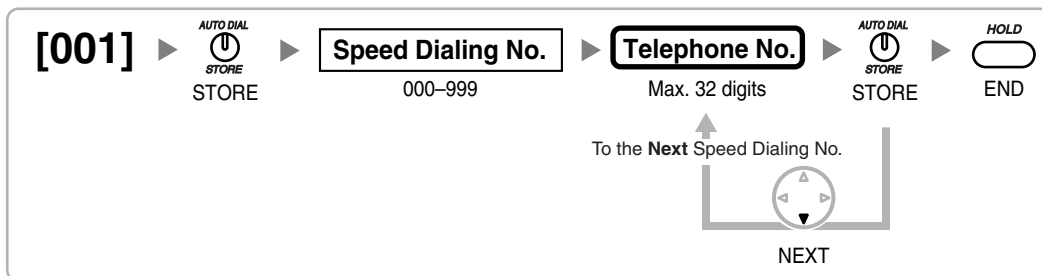 AUTO DIAL
AUTO DIAL
HOLD
[001]
Speed Dialing No.
Telephone No.
STORE
STORE
STORE
000–999
Max. 32 digits
STORE
END
To the Next Speed Dialing No.
NEXT